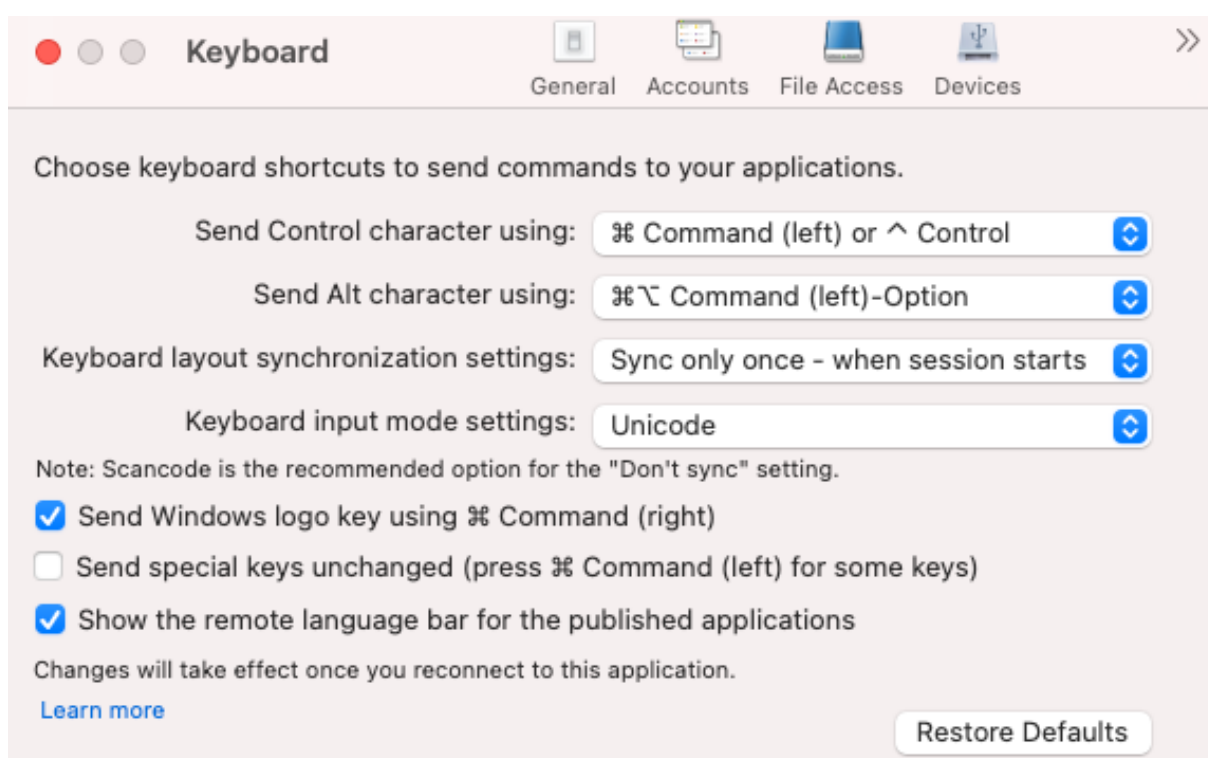 Keyboard
General Accounts File Access Devices
Choose keyboard shortcuts to send commands to your applications.
Send Control character using: ⌘ Command (left) or ^ Control
Send Alt character using: ⌘⌥ Command (left)-Option
Keyboard layout synchronization settings: Sync only once - when session starts
Keyboard input mode settings: Unicode
Note: Scancode is the recommended option for the "Don't sync" setting.
Send Windows logo key using ⌘ Command (right)
Send special keys unchanged (press ⌘ Command (left) for some keys)
Show the remote language bar for the published applications
Changes will take effect once you reconnect to this application.
Learn more
Restore Defaults